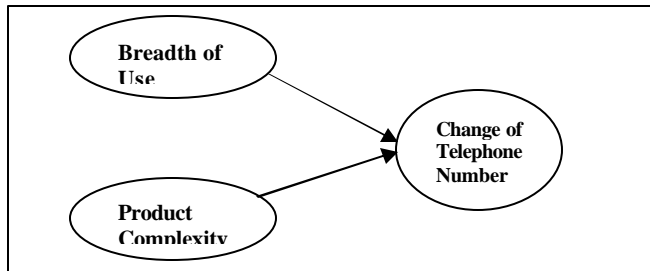 Breadth of
Use
Change of
Telephone
Number
Product
Complexity